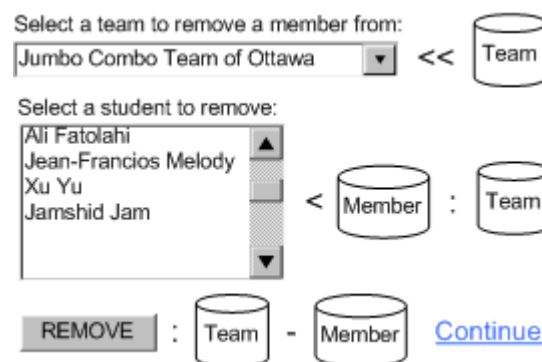 Select a team to remove a member from:
Jumbo Combo Team of Ottawa << Team
Select a student to remove:
Ali Fatolahi
Jean-Francios Melody
Xu Yu
Jamshid Jam
< Member : Team
REMOVE : Team - Member Continue